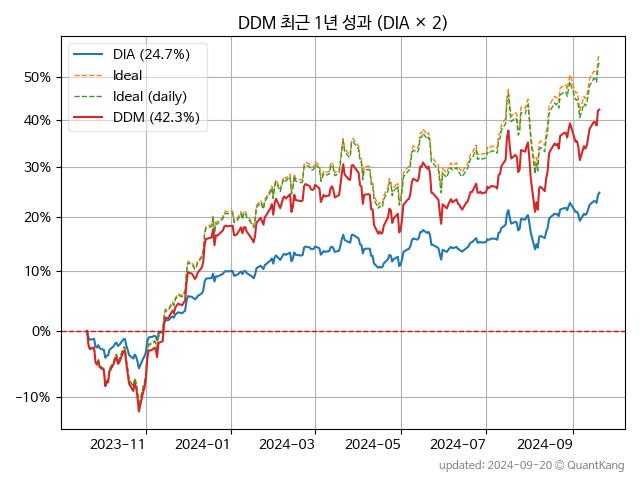 DDM 최근 1년 성과 (DIA × 2)
DIA (24.7%)
Ideal
Ideal (daily)
DDM (42.3%)
50%
40%
30%
20%
10%
0%
−10%
2023-11
2024-01
2024-03
2024-05
2024-07
2024-09
updated: 2024-09-20 © QuantKang